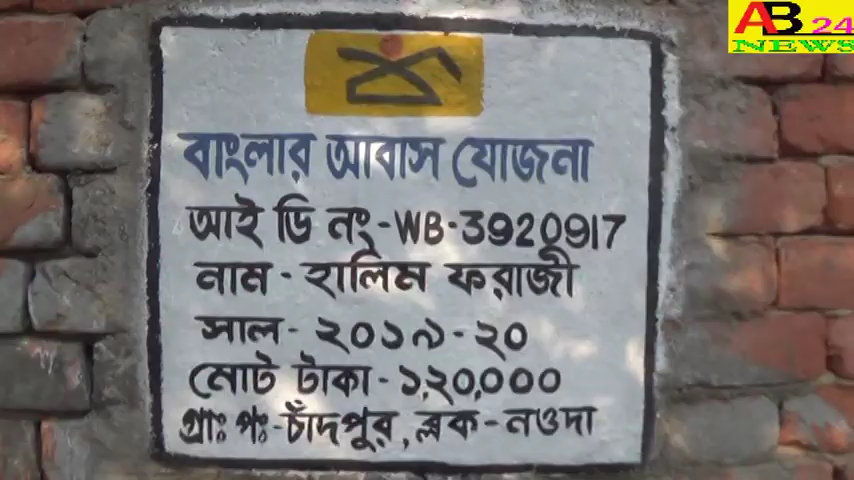 AB 24
NEWS
বাংলার আবাস যোজনা
আই ডি নং-WB-3920917
নাম - হালিম ফরাজী
সাল - ২০১৯-২০
মোট টাকা - ১,২০,০০০
গ্রাঃ পঃ-চাঁদপুর, ব্লক-নওদা